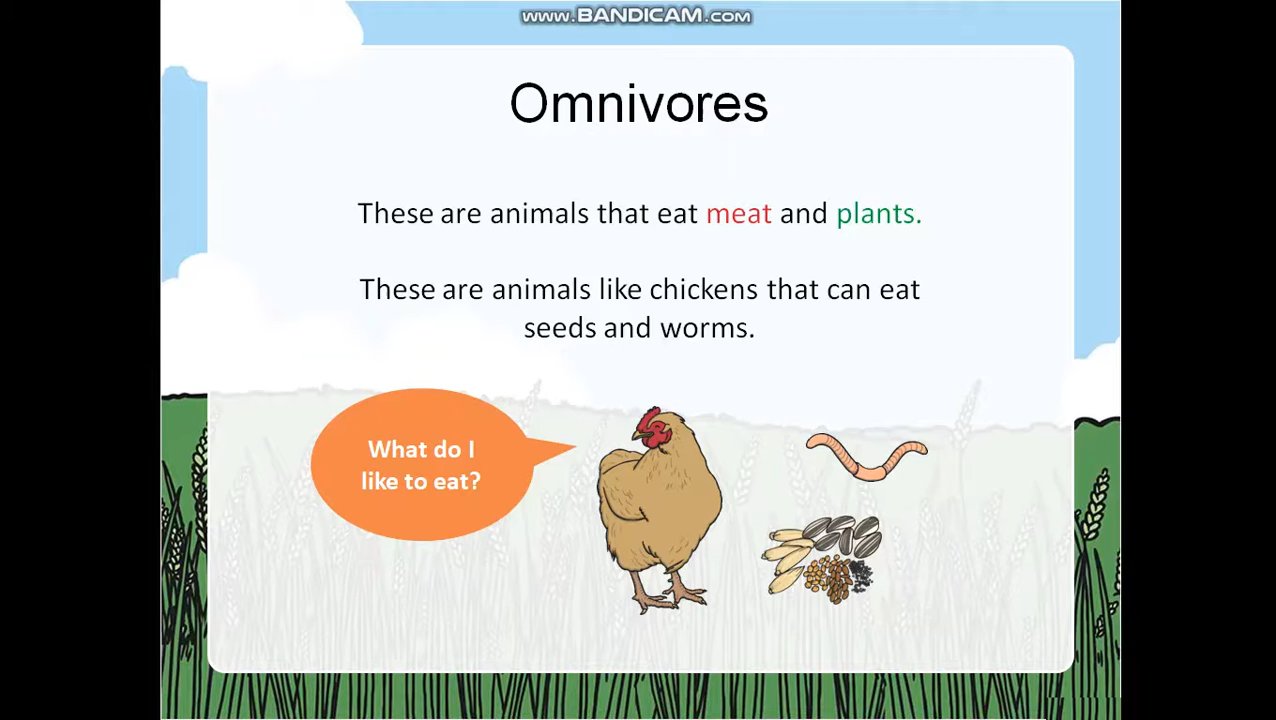 www.BANDICAM.com
Omnivores
These are animals that eat meat and plants.
These are animals like chickens that can eat
seeds and worms.
What do I
like to eat?